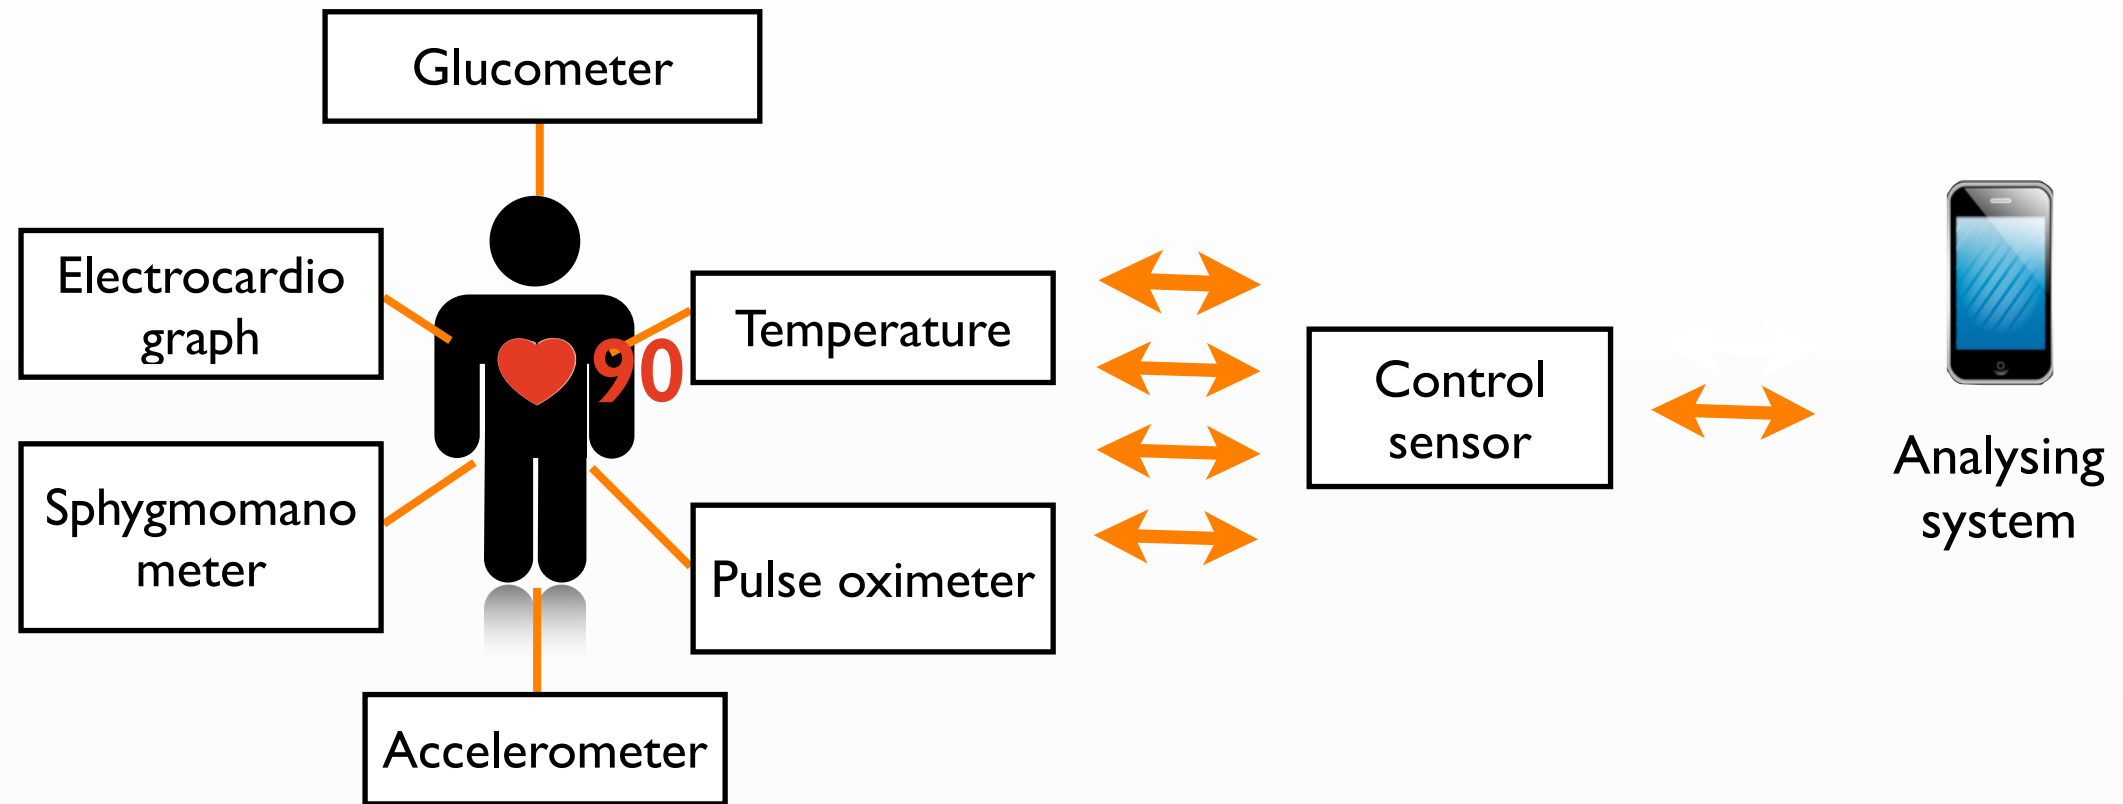 Glucometer
Electrocardio
graph
Temperature
90
Control
sensor
Sphygmomano
meter
Pulse oximeter
Analysing
system
Accelerometer